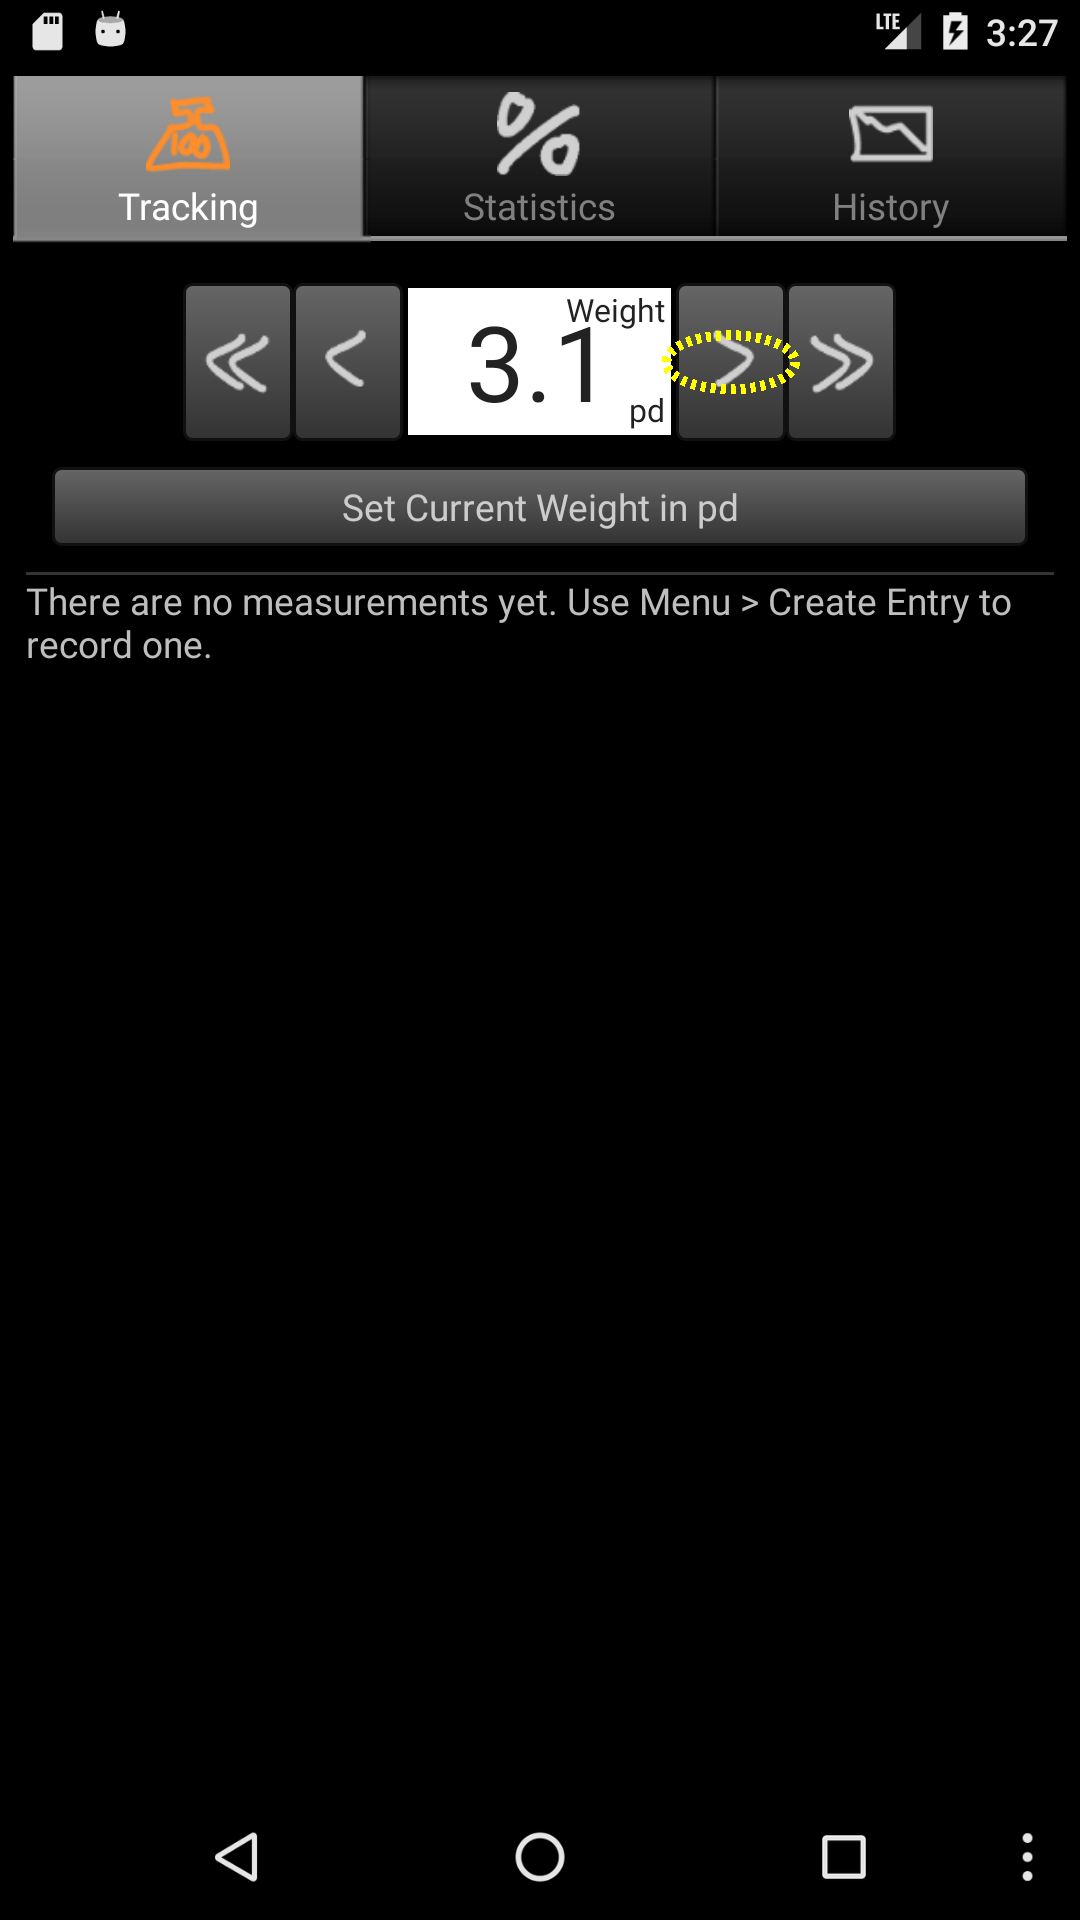 LTE 3:27
100
Tracking
Statistics
History
Weight
3.1
pd
Set Current Weight in pd
There are no measurements yet. Use Menu > Create Entry to
record one.